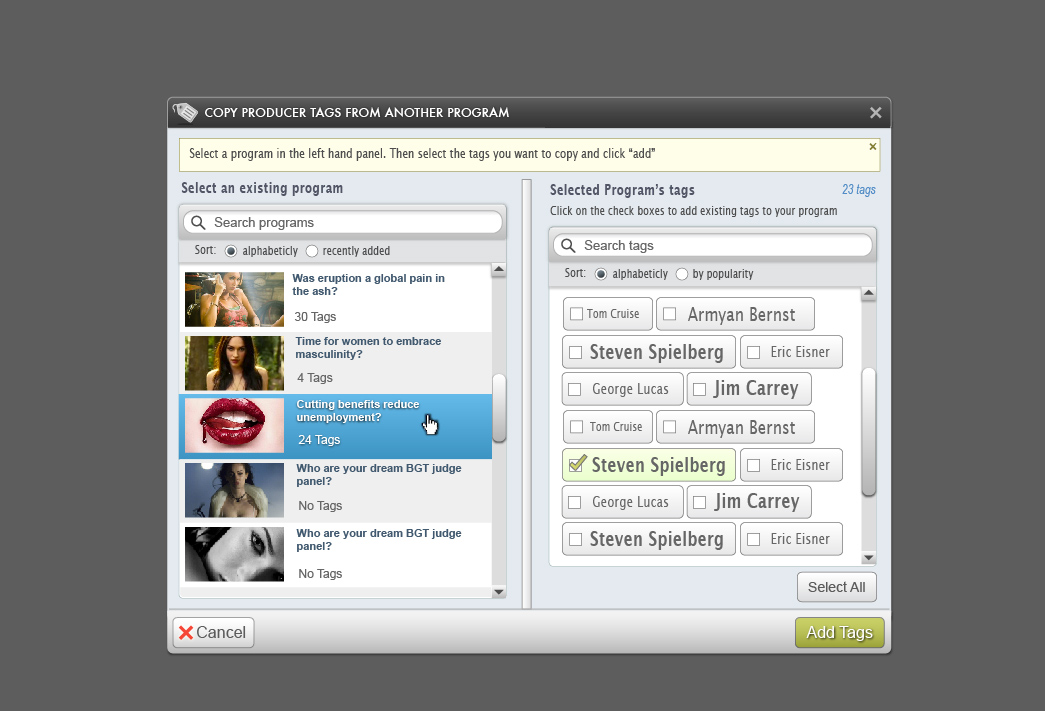 COPY PRODUCER TAGS FROM ANOTHER PROGRAM
Select a program in the left hand panel. Then select the tags you want to copy and click “add”
Select an existing program
Search programs
Sort: alphabeticly recently added
Was eruption a global pain in
the ash?
30 Tags
Time for women to embrace
masculinity?
4 Tags
Cutting benefits reduce
unemployment?
24 Tags
Who are your dream BGT judge
panel?
No Tags
Who are your dream BGT judge
panel?
No Tags
Selected Program’s tags
23 tags
Click on the check boxes to add existing tags to your program
Search tags
Sort: alphabeticly by popularity
Tom Cruise Armyan Bernst
Steven Spielberg Eric Eisner
George Lucas Jim Carrey
Tom Cruise Armyan Bernst
Steven Spielberg Eric Eisner
George Lucas Jim Carrey
Steven Spielberg Eric Eisner
Select All
Cancel
Add Tags